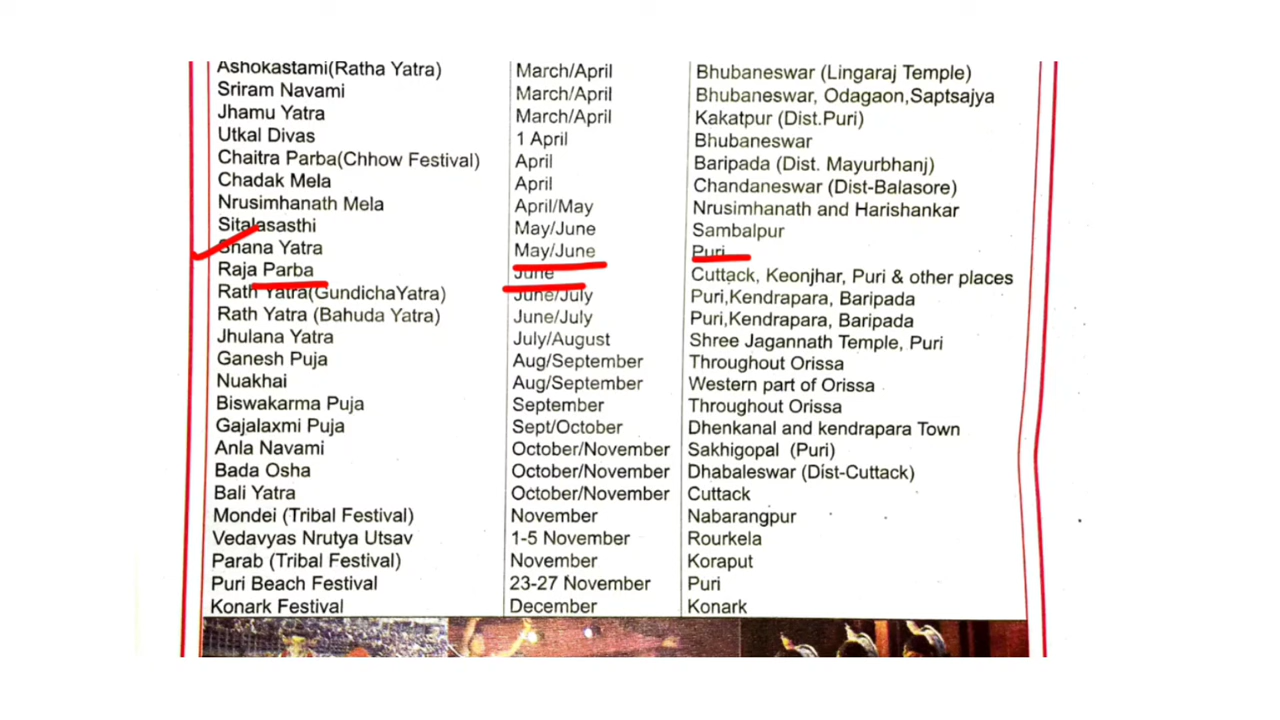 Ashokastami(Ratha Yatra) March/April Bhubaneswar (Lingaraj Temple)
Sriram Navami March/April Bhubaneswar, Odagaon,Saptsajya
Jhamu Yatra March/April Kakatpur (Dist.Puri)
Utkal Divas 1 April Bhubaneswar
Chaitra Parba(Chhow Festival) April Baripada (Dist. Mayurbhanj)
Chadak Mela April Chandaneswar (Dist-Balasore)
Nrusimhanath Mela April/May Nrusimhanath and Harishankar
Sitalasasthi May/June Sambalpur
Snana Yatra May/June Puri
Raja Parba June Cuttack, Keonjhar, Puri & other places
Rath Yatra(GundichaYatra) June/July Puri,Kendrapara, Baripada
Rath Yatra (Bahuda Yatra) June/July Puri,Kendrapara, Baripada
Jhulana Yatra July/August Shree Jagannath Temple, Puri
Ganesh Puja Aug/September Throughout Orissa
Nuakhai Aug/September Western part of Orissa
Biswakarma Puja September Throughout Orissa
Gajalaxmi Puja Sept/October Dhenkanal and kendrapara Town
Anla Navami October/November Sakhigopal (Puri)
Bada Osha October/November Dhabaleswar (Dist-Cuttack)
Bali Yatra October/November Cuttack
Mondei (Tribal Festival) November Nabarangpur
Vedavyas Nrutya Utsav 1-5 November Rourkela
Parab (Tribal Festival) November Koraput
Puri Beach Festival 23-27 November Puri
Konark Festival December Konark